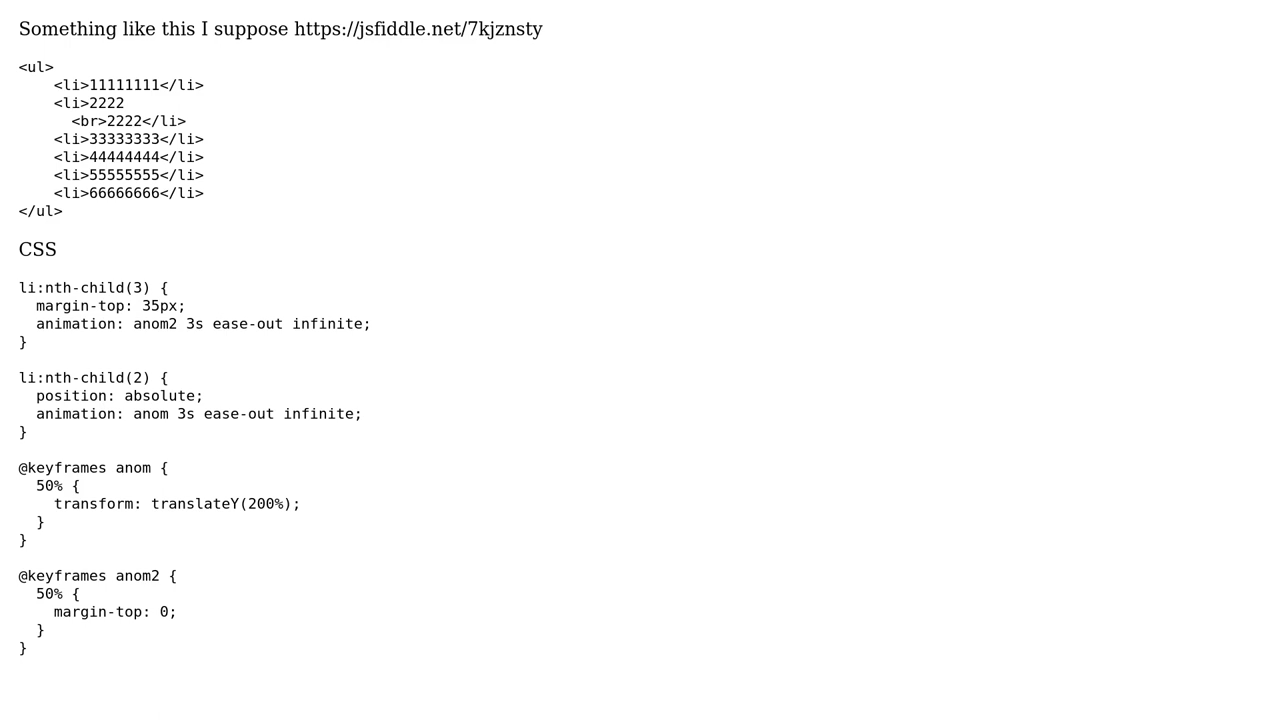 Something like this I suppose https://jsfiddle.net/7kjznsty
<ul>
    <li>11111111</li>
    <li>2222
      <br>2222</li>
    <li>33333333</li>
    <li>44444444</li>
    <li>55555555</li>
    <li>66666666</li>
</ul>
CSS
li:nth-child(3) {
  margin-top: 35px;
  animation: anom2 3s ease-out infinite;
}

li:nth-child(2) {
  position: absolute;
  animation: anom 3s ease-out infinite;
}

@keyframes anom {
  50% {
    transform: translateY(200%);
  }
}

@keyframes anom2 {
  50% {
    margin-top: 0;
  }
}